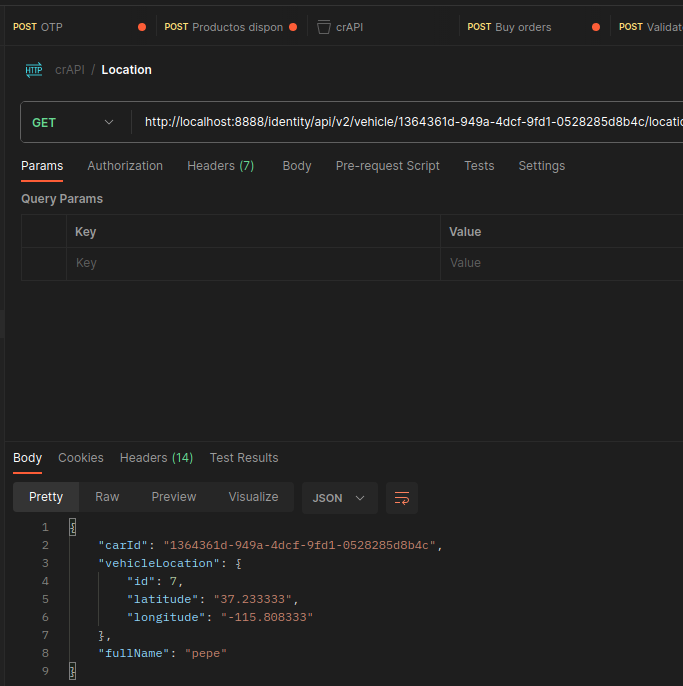 POST OTP POST Productos dispon crAPI POST Buy orders POST Validat
HTTP crAPI / Location
GET http://localhost:8888/identity/api/v2/vehicle/1364361d-949a-4dcf-9fd1-0528285d8b4c/locatio
Params Authorization Headers (7) Body Pre-request Script Tests Settings
Query Params
Key Value
Key Value
Body Cookies Headers (14) Test Results
Pretty Raw Preview Visualize JSON
1 {
2 "carId": "1364361d-949a-4dcf-9fd1-0528285d8b4c",
3 "vehicleLocation": {
4 "id": 7,
5 "latitude": "37.233333",
6 "longitude": "-115.808333"
7 },
8 "fullName": "pepe"
9 }